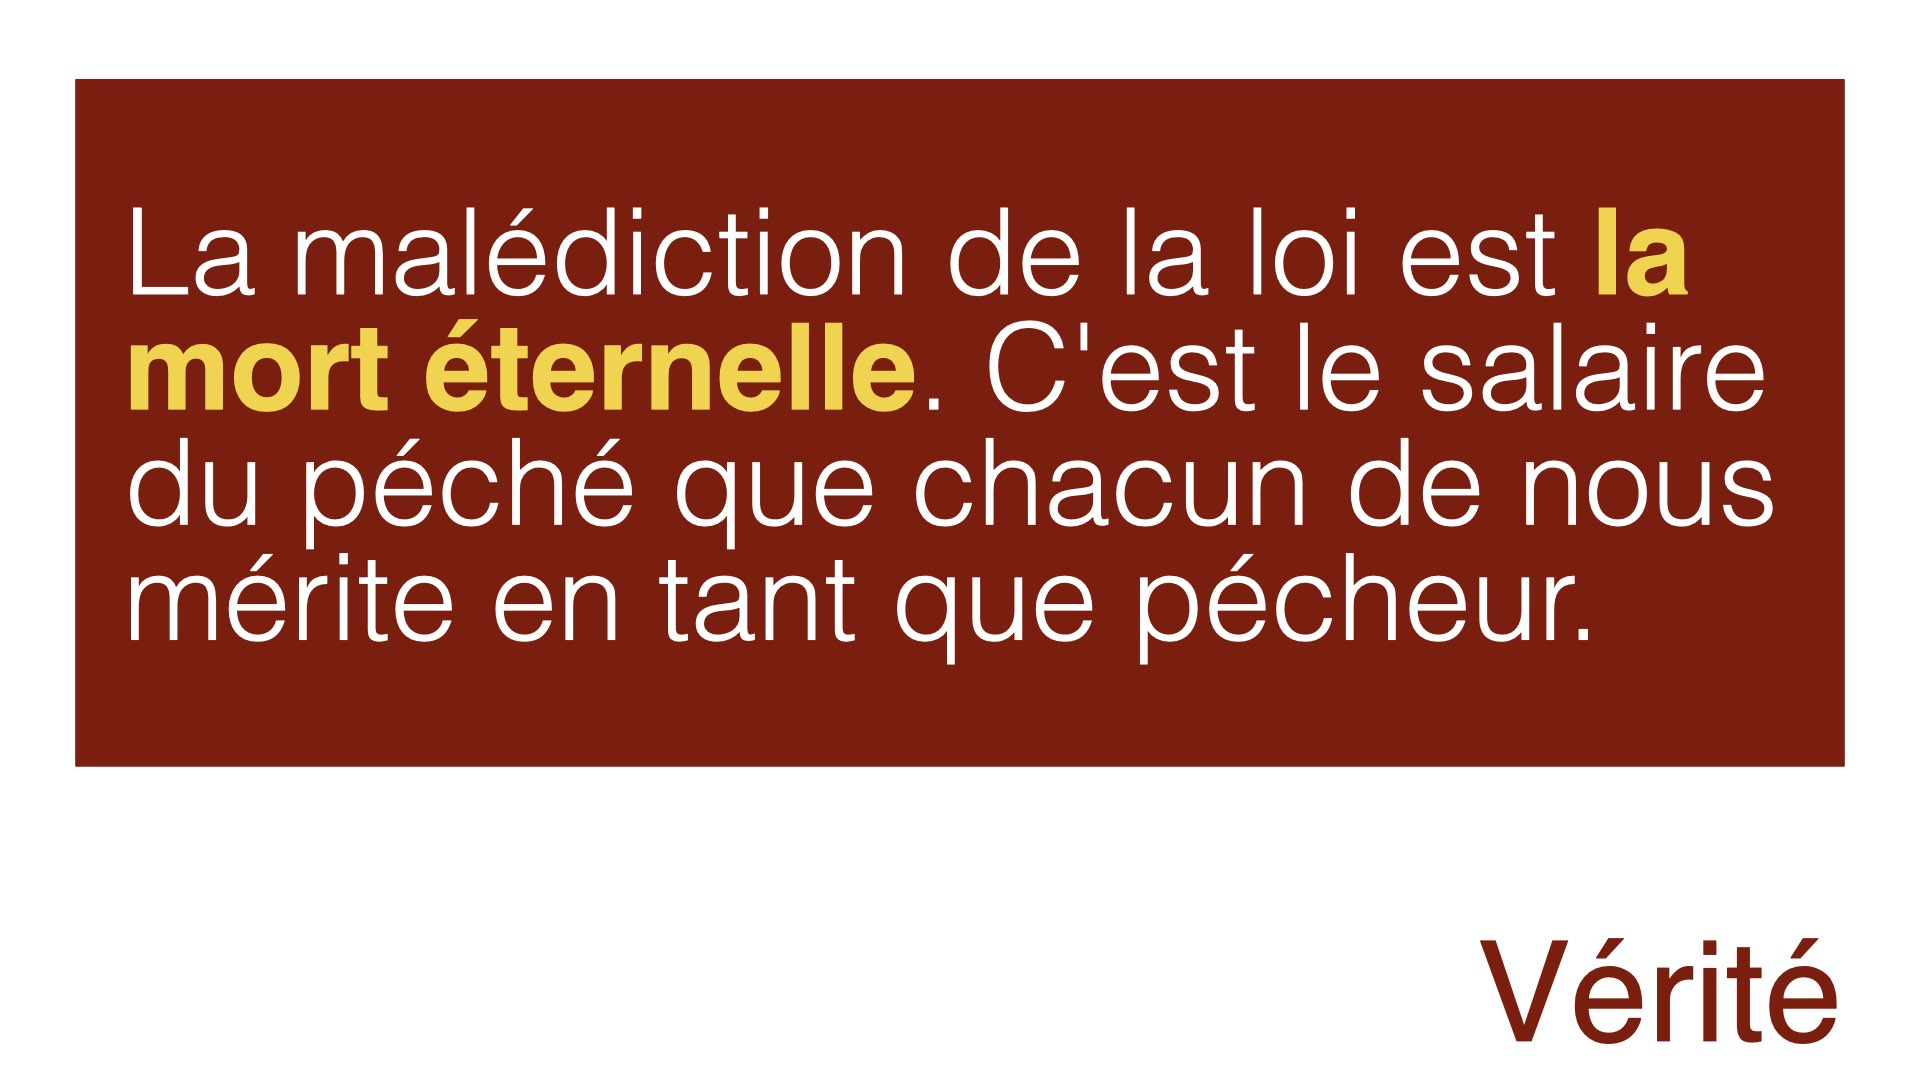 La malédiction de la loi est la
mort éternelle. C'est le salaire
du péché que chacun de nous
mérite en tant que pécheur.
Vérité